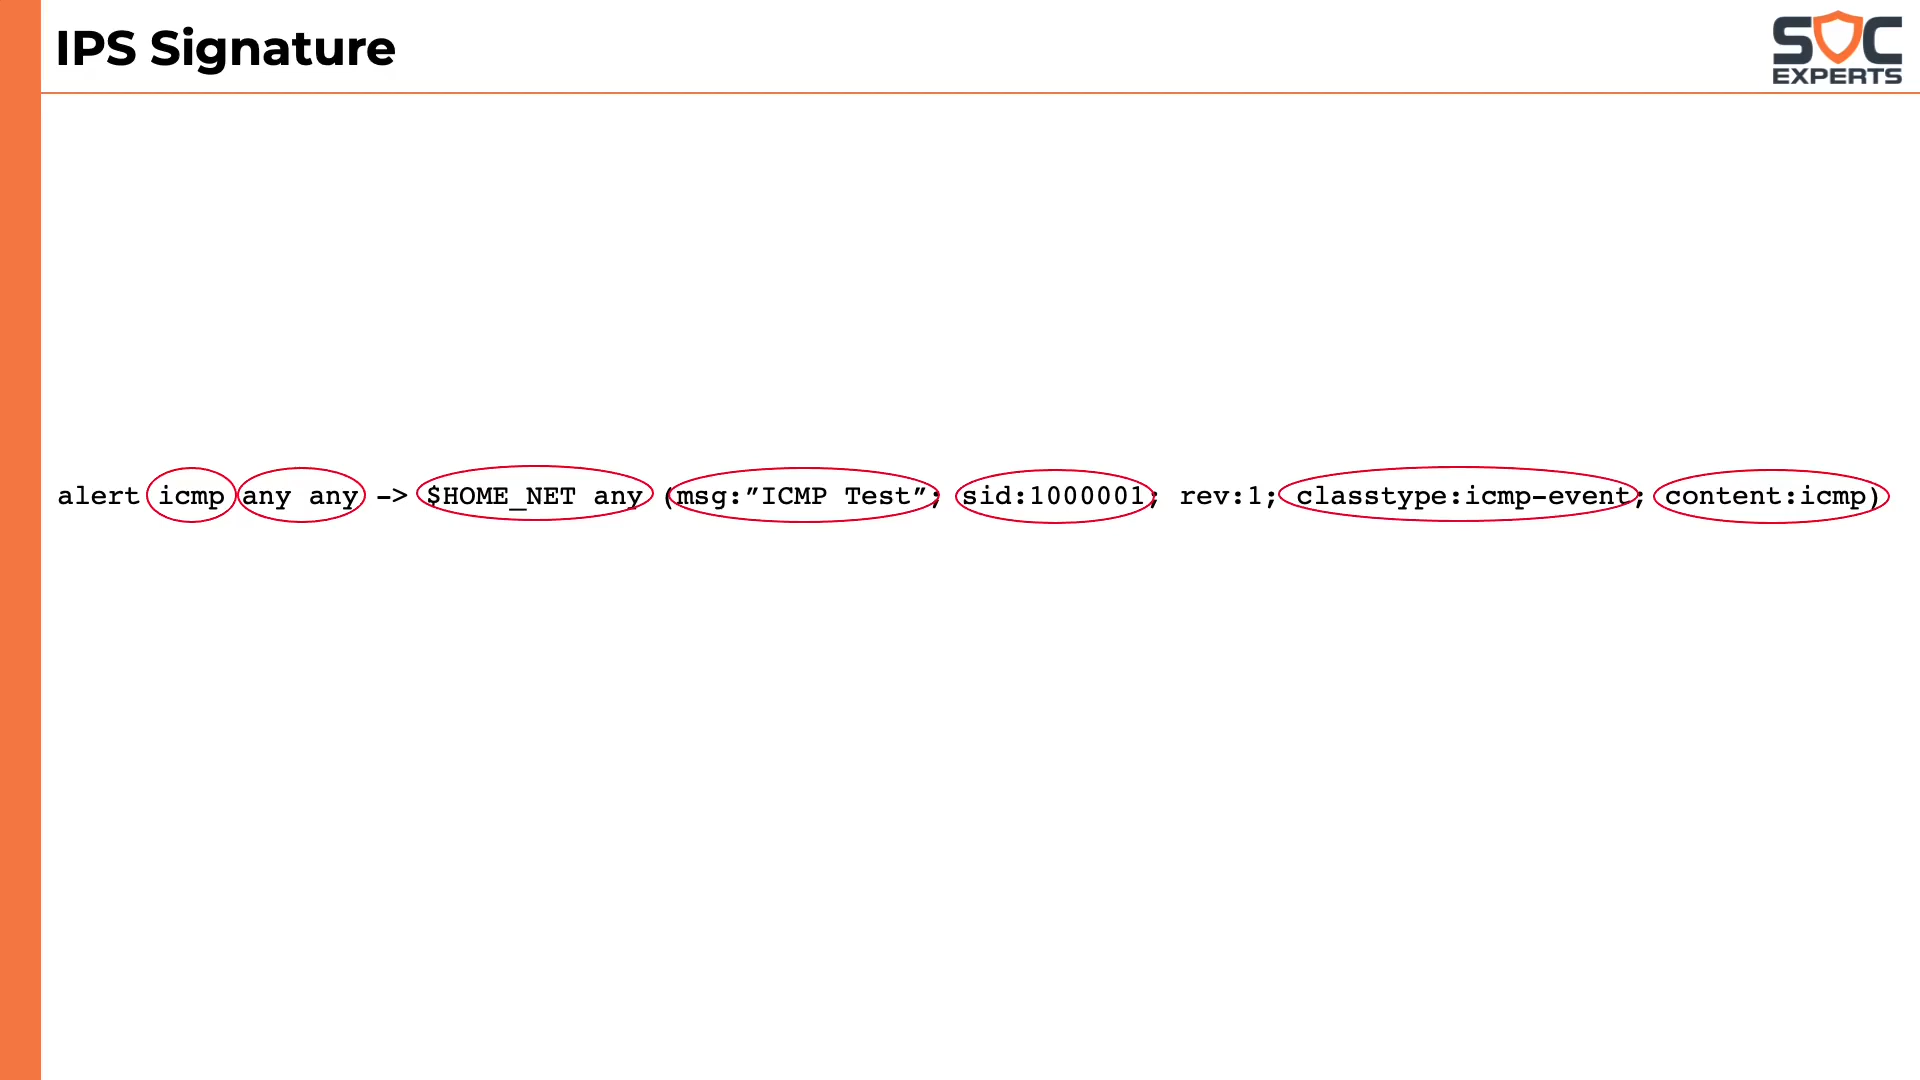 IPS Signature
SOC
EXPERTS
alert icmp any any -> $HOME_NET any (msg:”ICMP Test”; sid:1000001; rev:1; classtype:icmp-event; content:icmp)